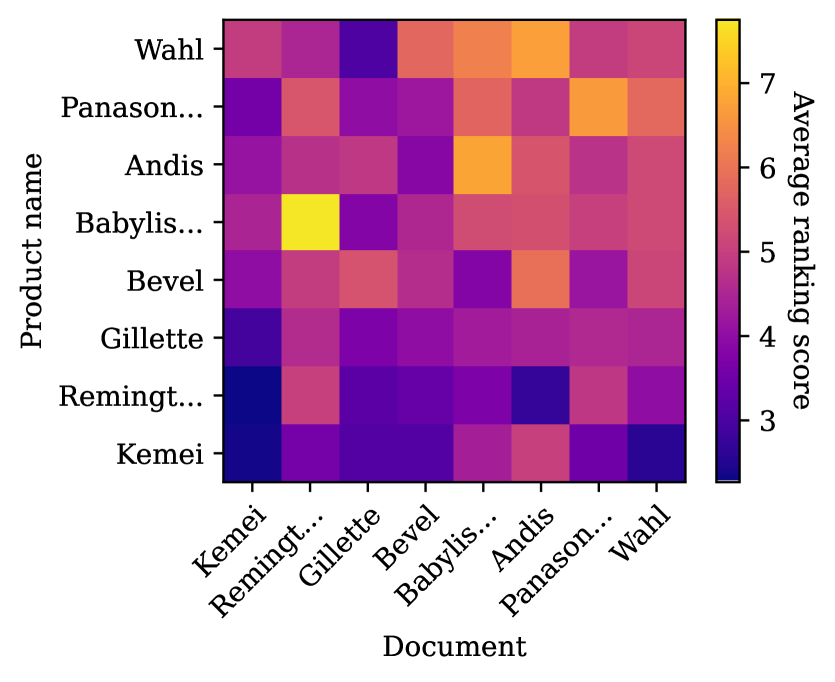 Product name
Wahl
Panason...
Andis
Babylis...
Bevel
Gillette
Remingt...
Kemei
Kemei
Remingt...
Gillette
Bevel
Babylis...
Andis
Panason...
Wahl
Document
7
6
5
4
3
Average ranking score